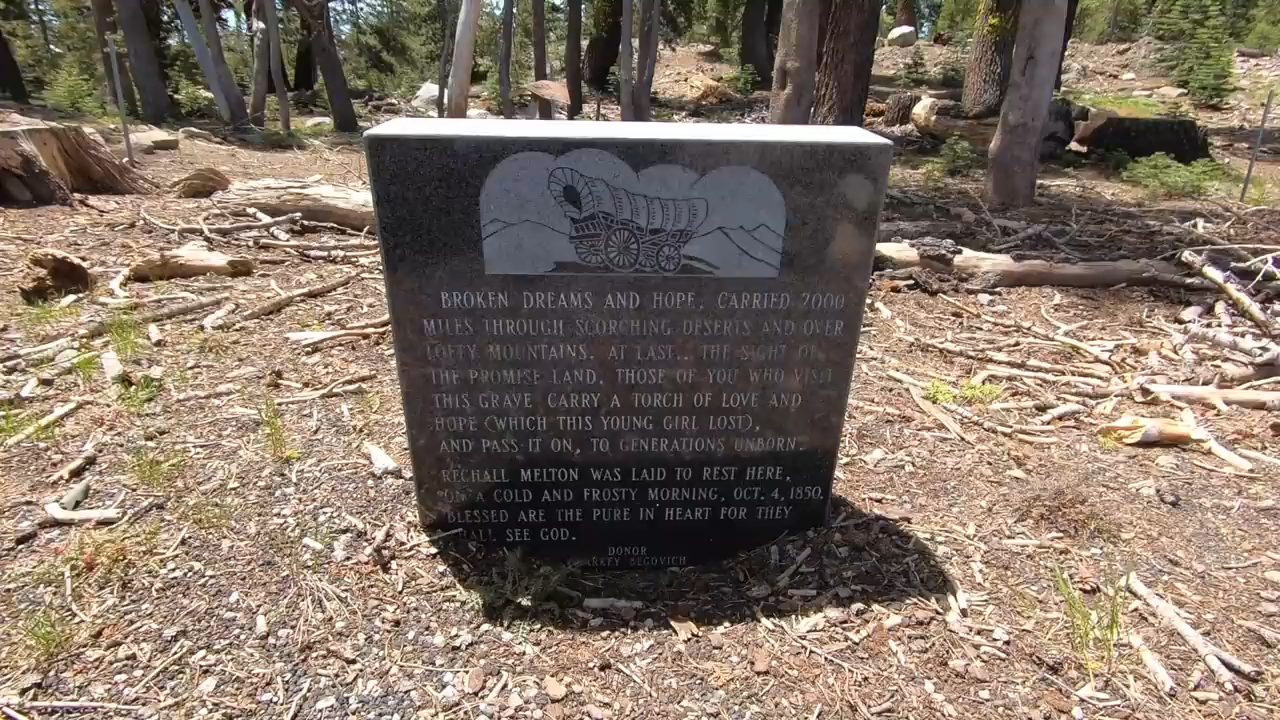 BROKEN DREAMS AND HOPE, CARRIED 2000
MILES THROUGH SCORCHING DESERTS AND OVER
LOFTY MOUNTAINS. AT LAST.. THE SIGHT OF
THE PROMISE LAND. THOSE OF YOU WHO VISIT
THIS GRAVE CARRY A TORCH OF LOVE AND
HOPE (WHICH THIS YOUNG GIRL LOST),
AND PASS IT ON, TO GENERATIONS UNBORN.
RECHALL MELTON WAS LAID TO REST HERE,
ON A COLD AND FROSTY MORNING, OCT. 4, 1850.
BLESSED ARE THE PURE IN HEART FOR THEY
SHALL SEE GOD.
DONOR
BEGOVICH